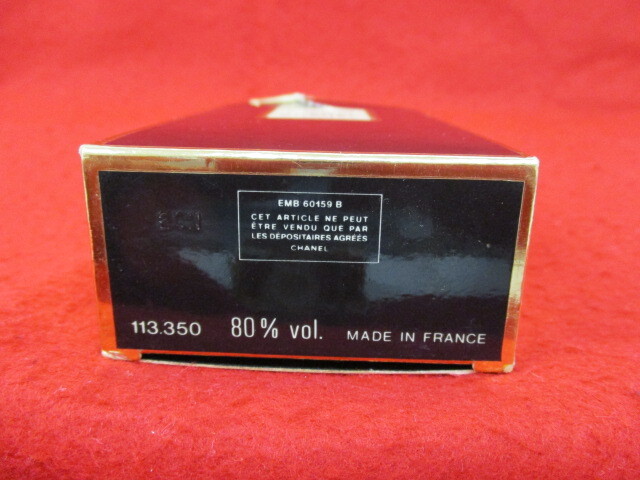 EMB 60159 B
CET ARTICLE NE PEUT
ÊTRE VENDU QUE PAR
LES DÉPOSITAIRES AGRÉÉS
CHANEL
113.350 80% vol. MADE IN FRANCE